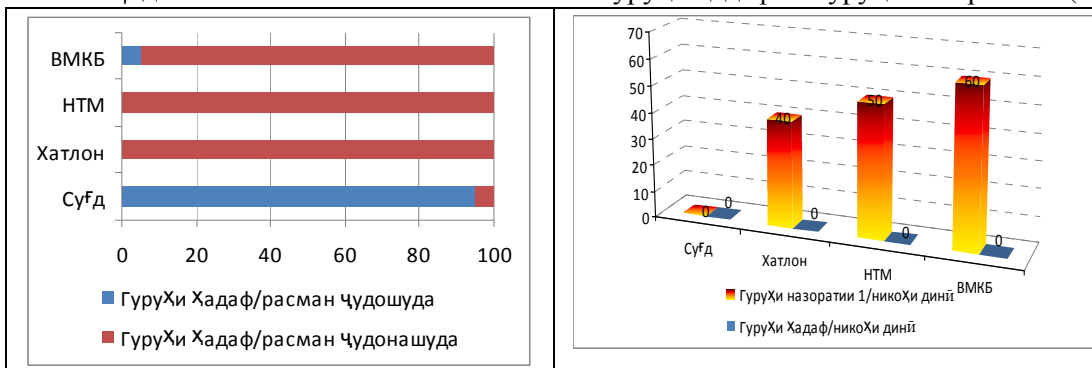 ВМКБ
НТМ
Хатлон
Суғд
0 20 40 60 80 100
Гуруҳи Ҳадаф/расман ҷудошуда
Гуруҳи Ҳадаф/расман ҷудонашуда
70
60
50
40
30
20
10
0
0 0
40 0
50 0
60 0
Суғд
Хатлон
НТМ
ВМКБ
Гуруҳи назоратии 1/никоҳи динӣ
Гуруҳи Ҳадаф/никоҳи динӣ